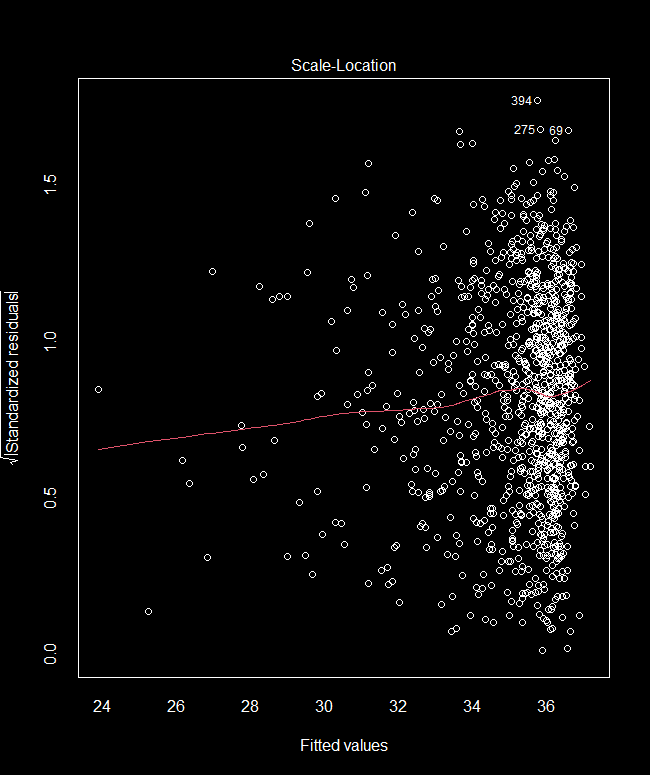 Scale-Location
394
275
69
√|Standardized residuals|
1.5
1.0
0.5
0.0
24 26 28 30 32 34 36
Fitted values